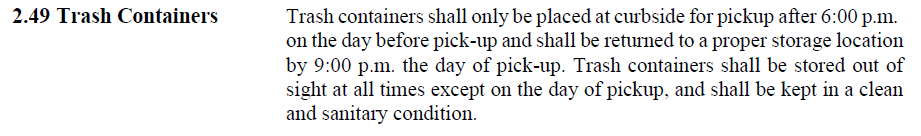 2.49 Trash Containers Trash containers shall only be placed at curbside for pickup after 6:00 p.m.
on the day before pick-up and shall be returned to a proper storage location
by 9:00 p.m. the day of pick-up. Trash containers shall be stored out of
sight at all times except on the day of pickup, and shall be kept in a clean
and sanitary condition.